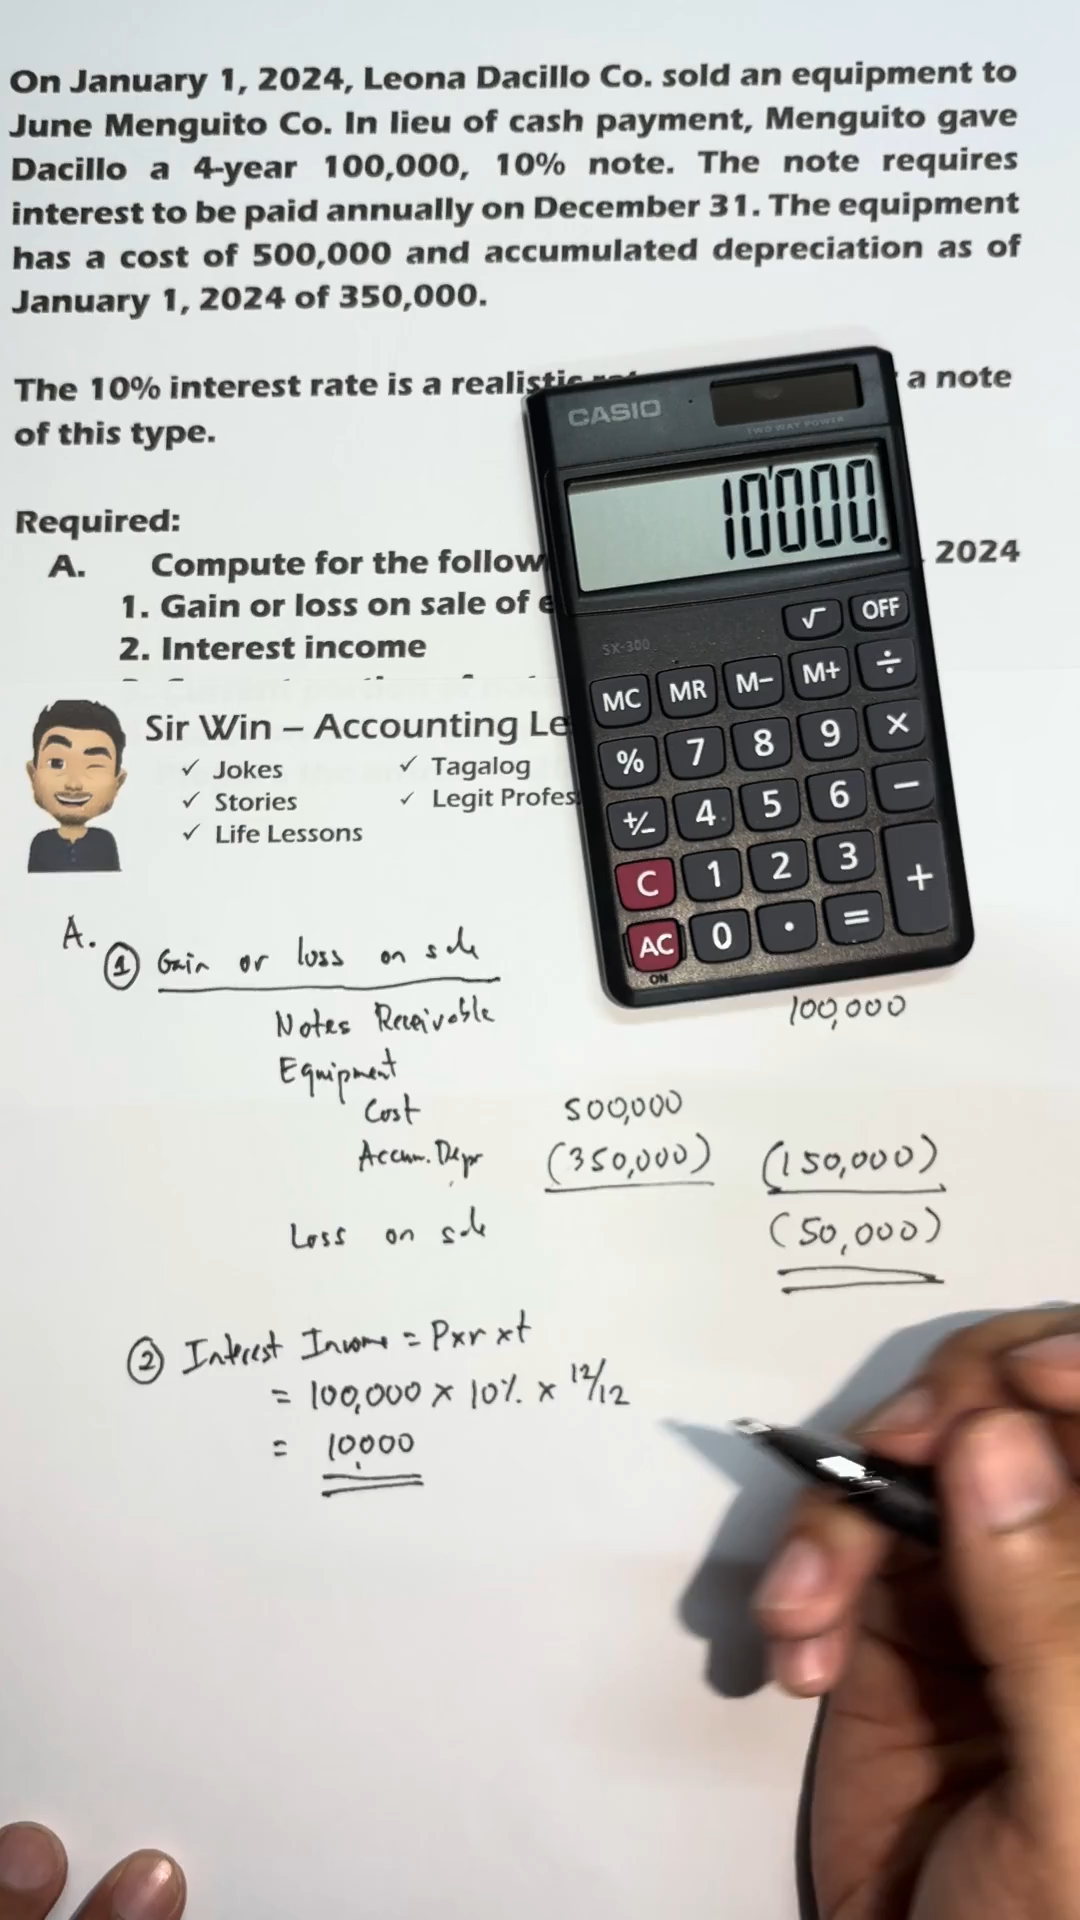 On January 1, 2024, Leona Dacillo Co. sold an equipment to
June Menguito Co. In lieu of cash payment, Menguito gave
Dacillo a 4-year 100,000, 10% note. The note requires
interest to be paid annually on December 31. The equipment
has a cost of 500,000 and accumulated depreciation as of
January 1, 2024 of 350,000.
The 10% interest rate is a realistic a note
of this type.
Required:
A. Compute for the follow 2024
1. Gain or loss on sale of e
2. Interest income
Sir Win – Accounting Le
✓ Jokes ✓ Tagalog
✓ Stories ✓ Legit Profes
✓ Life Lessons
CASIO
TWO WAY POWER
10'000.
SX-300
√ OFF
MC MR M− M+ ÷
% 7 8 9 ×
+/− 4 5 6 −
C 1 2 3 +
AC 0 . =
ON
A. ① Gain or loss on sale
Notes Receivable 100,000
Equipment
Cost 500,000
Accum. Depr (350,000) (150,000)
Loss on sale (50,000)
② Interest Income = P x r x t
= 100,000 x 10% x 12/12
= 10,000